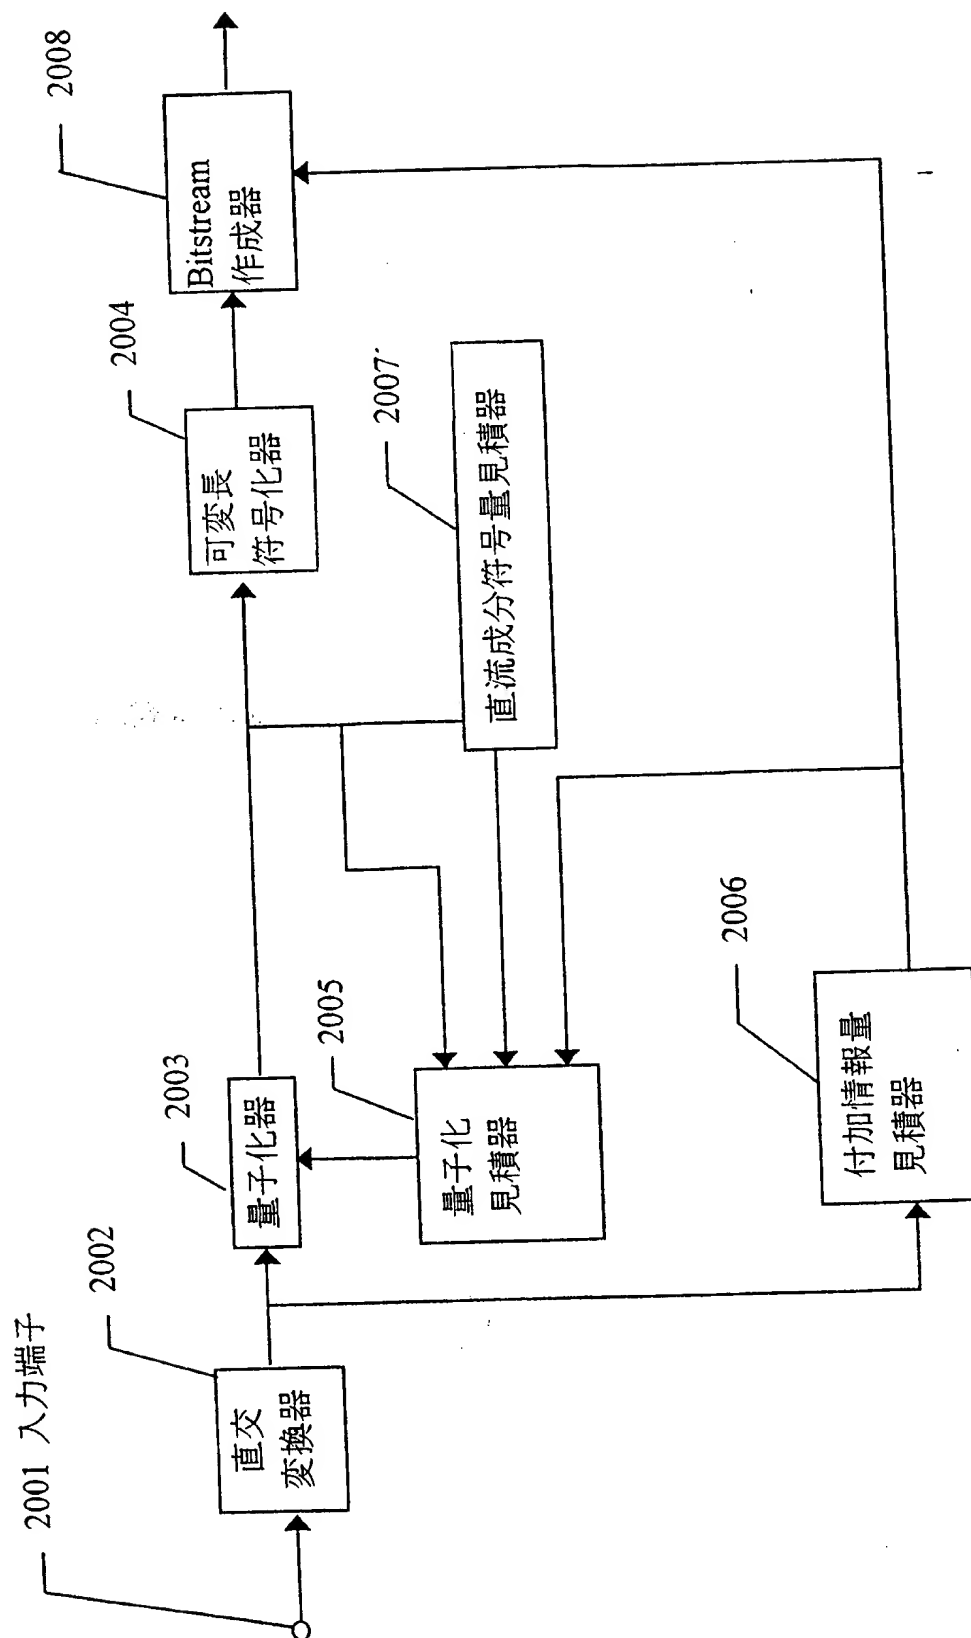 2001 入力端子
2002
直交
変換器
2003
量子化器
2004
可変長
符号化器
2008
Bitstream
作成器
2005
量子化
見積器
2007
直流成分符号量見積器
2006
付加情報量
見積器